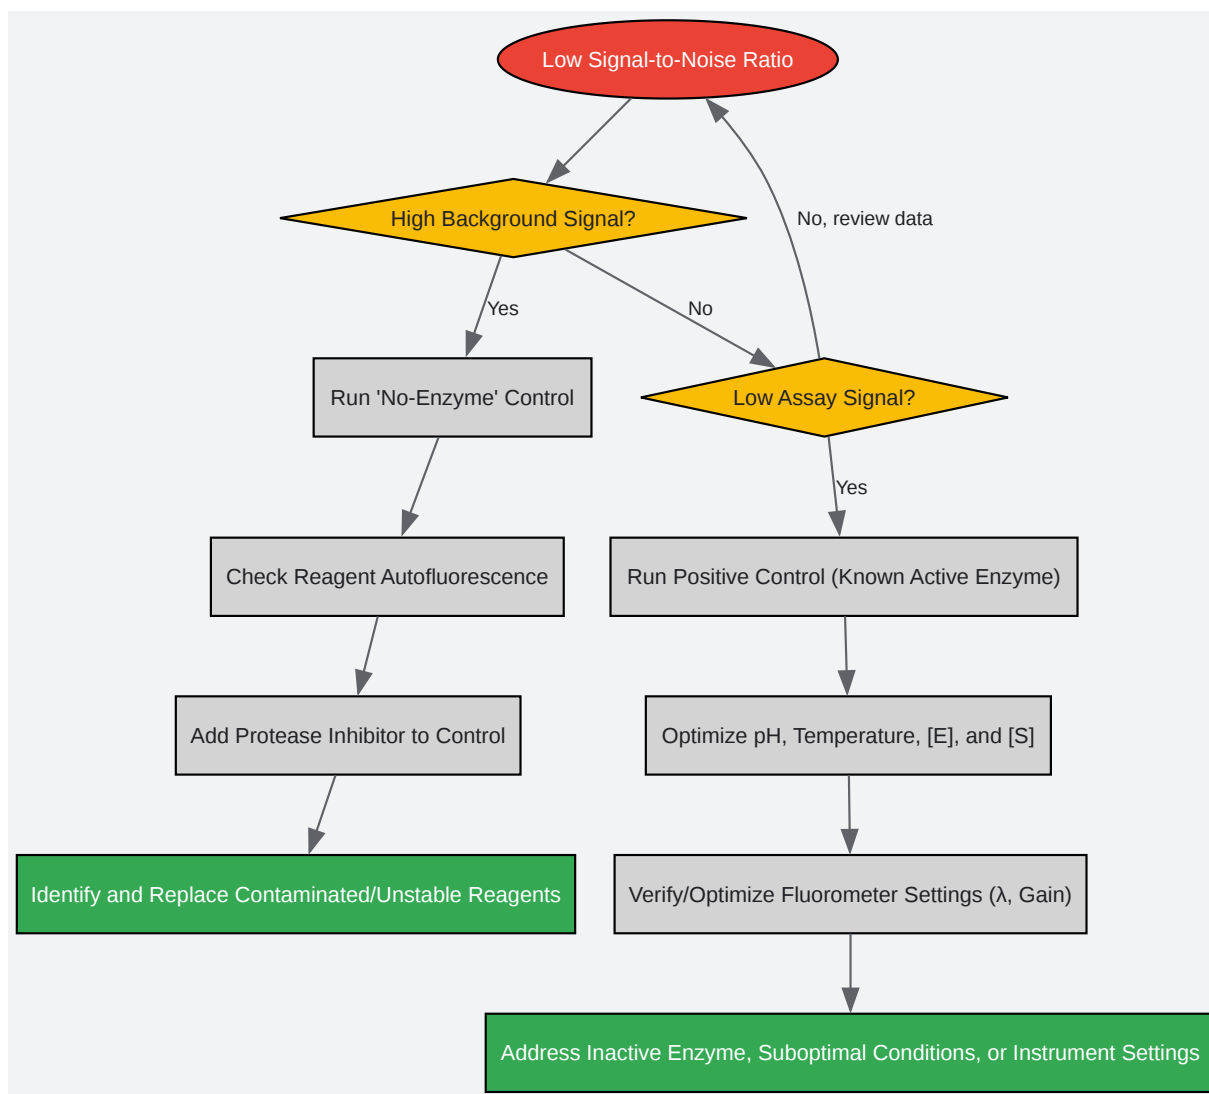 Low Signal-to-Noise Ratio
High Background Signal?
No, review data
Yes
No
Run 'No-Enzyme' Control
Low Assay Signal?
Yes
Check Reagent Autofluorescence
Run Positive Control (Known Active Enzyme)
Add Protease Inhibitor to Control
Optimize pH, Temperature, [E], and [S]
Identify and Replace Contaminated/Unstable Reagents
Verify/Optimize Fluorometer Settings (λ, Gain)
Address Inactive Enzyme, Suboptimal Conditions, or Instrument Settings